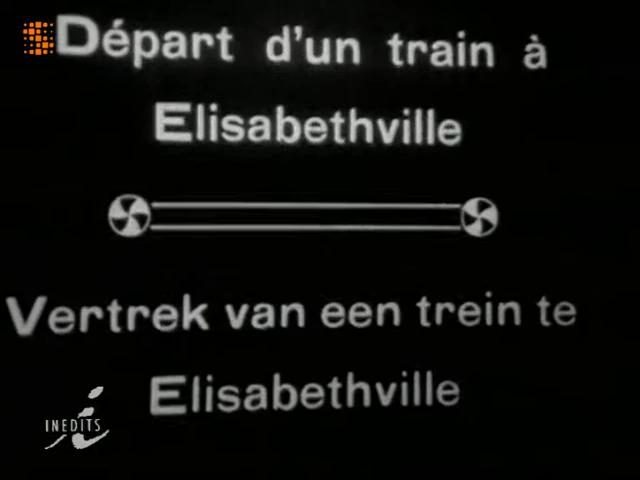 Départ d'un train à
Elisabethville
Vertrek van een trein te
Elisabethville
INEDITS